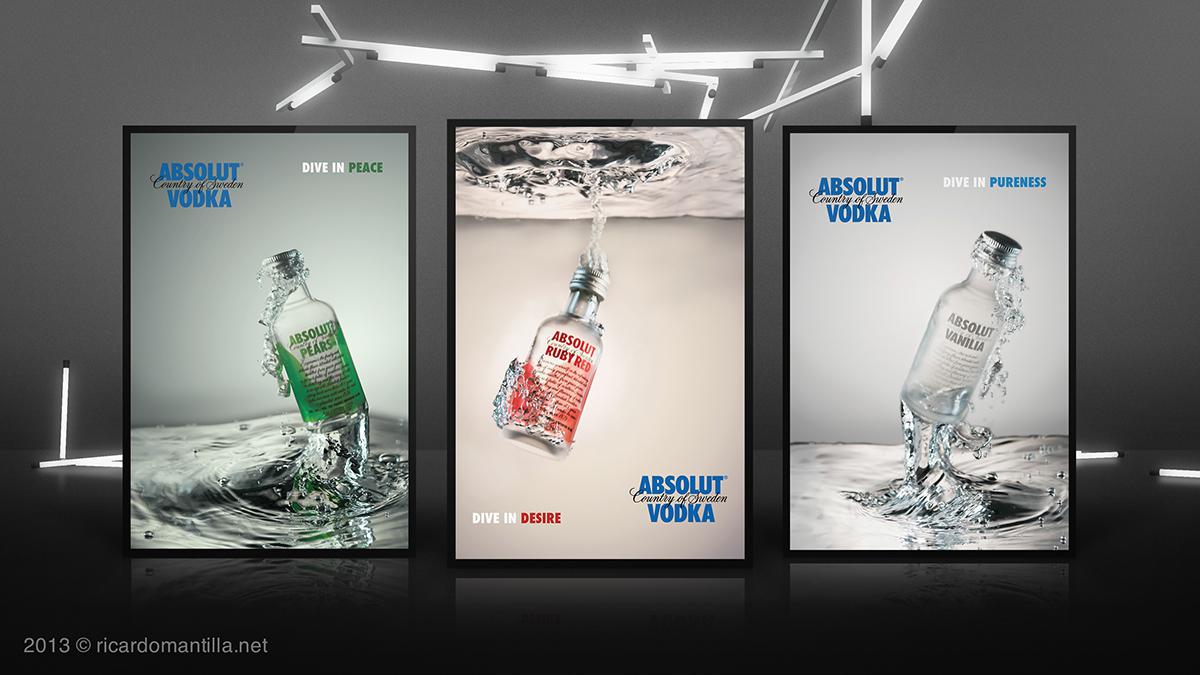 ABSOLUT®
Country of Sweden
VODKA
DIVE IN PEACE
ABSOLUT
PEARS
ABSOLUT
RUBY RED
DIVE IN DESIRE
ABSOLUT®
Country of Sweden
VODKA
ABSOLUT®
Country of Sweden
VODKA
DIVE IN PURENESS
ABSOLUT
VANILIA
2013 © ricardomantilla.net